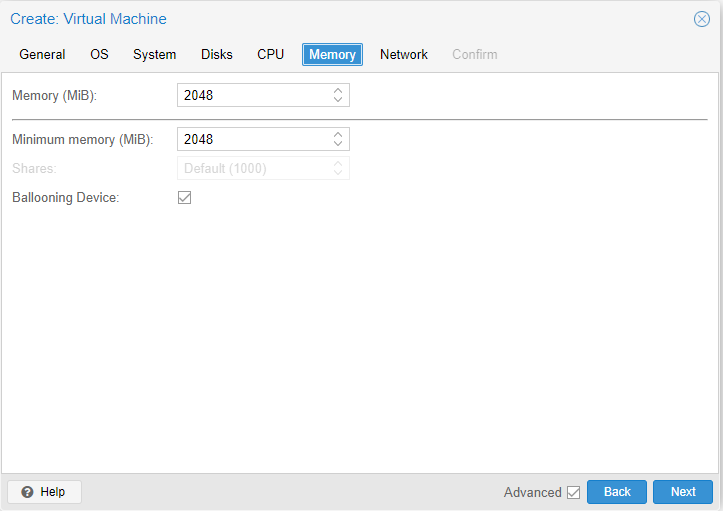 Create: Virtual Machine
General OS System Disks CPU Memory Network Confirm
Memory (MiB): 2048
Minimum memory (MiB): 2048
Shares: Default (1000)
Ballooning Device:
Help Advanced Back Next